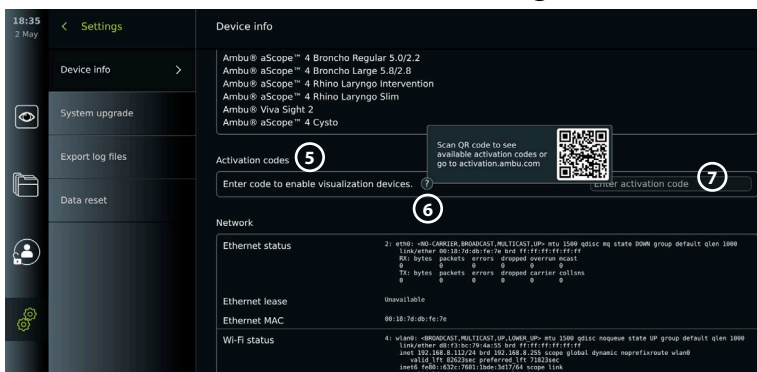 18:35
2 May
Settings
Device info
Device info
System upgrade
Export log files
Data reset
Ambu® aScope™ 4 Broncho Regular 5.0/2.2
Ambu® aScope™ 4 Broncho Large 5.8/2.8
Ambu® aScope™ 4 Rhino Laryngo Intervention
Ambu® aScope™ 4 Rhino Laryngo Slim
Ambu® Viva Sight 2
Ambu® aScope™ 4 Cysto
Scan QR code to see
available activation codes or
go to activation.ambu.com
Activation codes
5
Enter code to enable visualization devices. ?
Enter activation code
7
6
Network
Ethernet status
2: eth0: <NO-CARRIER,BROADCAST,MULTICAST,UP> mtu 1500 qdisc mq state DOWN group default qlen 1000
link/ether 00:18:7d:db:fe:7e brd ff:ff:ff:ff:ff:ff
RX: bytes packets errors dropped overrun mcast
0 0 0 0 0 0
TX: bytes packets errors dropped carrier collsns
0 0 0 0 0 0
Ethernet lease
Unavailable
Ethernet MAC
00:18:7d:db:fe:7e
Wi-Fi status
4: wlan0: <BROADCAST,MULTICAST,UP,LOWER_UP> mtu 1500 qdisc noqueue state UP group default qlen 1000
link/ether d8:f3:bc:79:4a:55 brd ff:ff:ff:ff:ff:ff
inet 192.168.8.112/24 brd 192.168.8.255 scope global dynamic noprefixroute wlan0
valid_lft 82623sec preferred_lft 71823sec
inet6 fe80::632c:7601:1bde:3d17/64 scope link